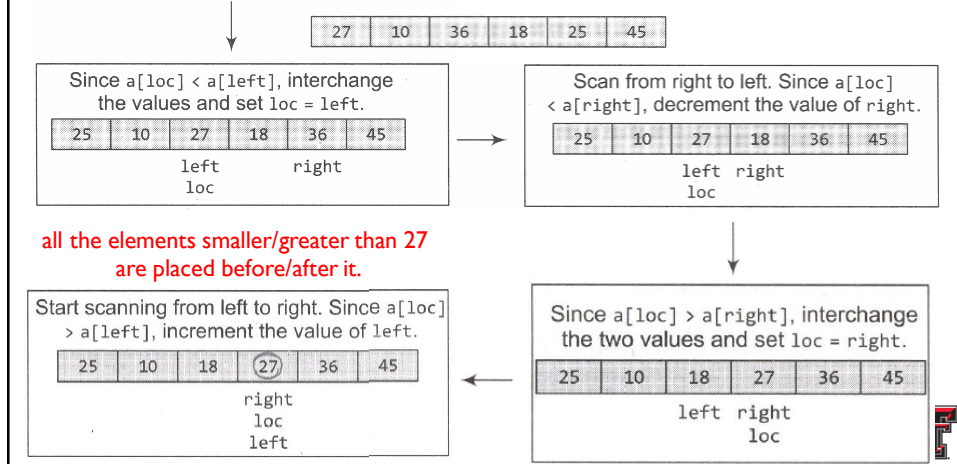 27 10 36 18 25 45
Since a[loc] < a[left], interchange
the values and set loc = left.
25 10 27 18 36 45
left right
loc
Scan from right to left. Since a[loc]
< a[right], decrement the value of right.
25 10 27 18 36 45
left right
loc
all the elements smaller/greater than 27
are placed before/after it.
Start scanning from left to right. Since a[loc]
> a[left], increment the value of left.
25 10 18 27 36 45
right
loc
left
Since a[loc] > a[right], interchange
the two values and set loc = right.
25 10 18 27 36 45
left right
loc